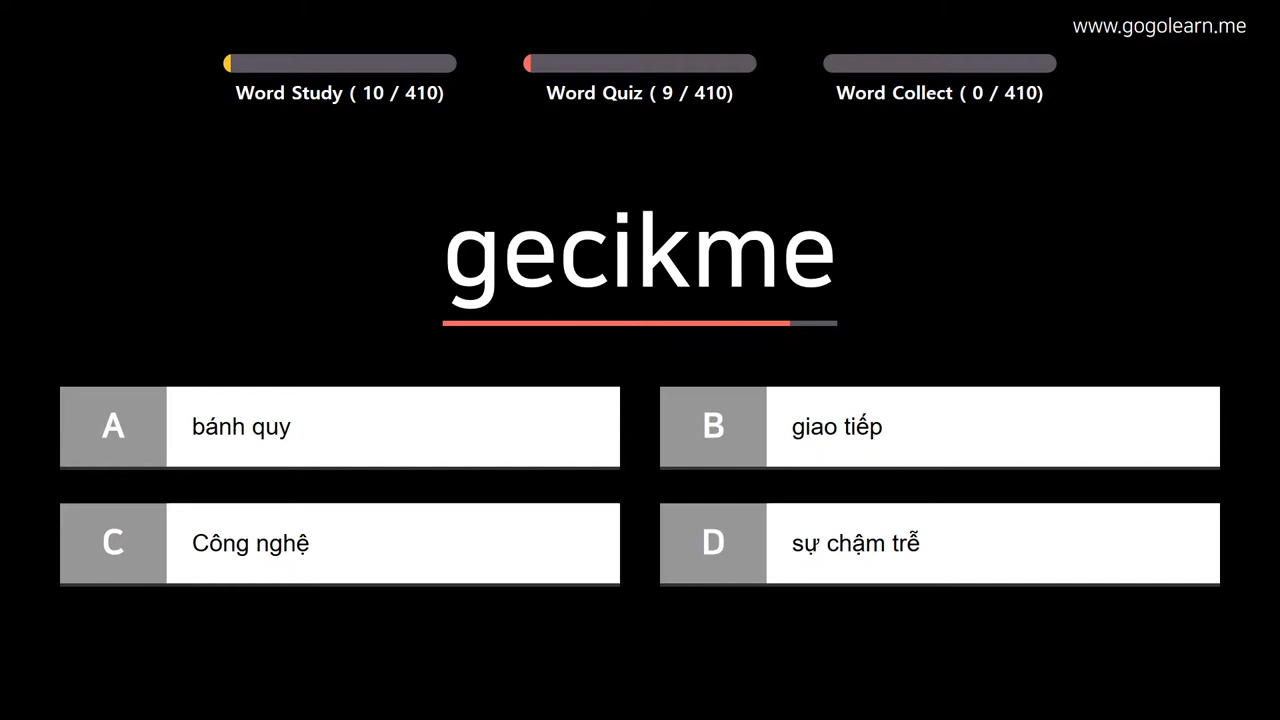 www.gogolearn.me
Word Study ( 10 / 410)
Word Quiz ( 9 / 410)
Word Collect ( 0 / 410)
gecikme
A
bánh quy
B
giao tiếp
C
Công nghệ
D
sự chậm trễ